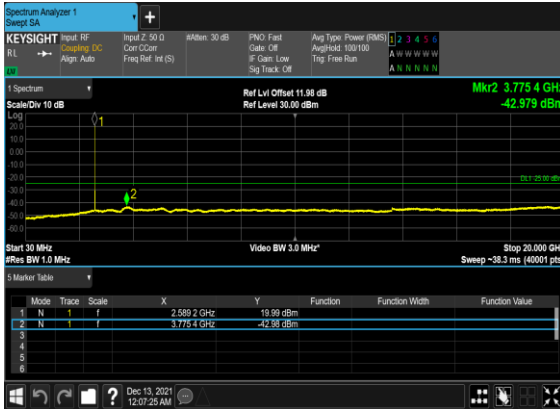 Spectrum Analyzer 1
Swept SA
KEYSIGHT
RL
Input: RF
Coupling: DC
Align: Auto
Input Z: 50 Ω
Corr CCorr
Freq Ref: Int (S)
#Atten: 30 dB
PNO: Fast
Gate: Off
IF Gain: Low
Sig Track: Off
Avg Type: Power (RMS)
Avg|Hold: 100/100
Trig: Free Run
1 2 3 4 5 6
A W W W W W
A N N N N N
1 Spectrum
Scale/Div 10 dB
Ref Lvl Offset 11.98 dB
Ref Level 30.00 dBm
Mkr2 3.775 4 GHz
-42.979 dBm
Log
20.0
10.0
0.00
-10.0
-20.0
-30.0
-40.0
-50.0
-60.0
1
2
DL1 -25.00 dBm
Start 30 MHz
#Res BW 1.0 MHz
Video BW 3.0 MHz*
Stop 20.000 GHz
Sweep ~38.3 ms (40001 pts
5 Marker Table
Mode Trace Scale X Y Function Function Width Function Value
1 N 1 f 2.589 2 GHz 19.99 dBm
2 N 1 f 3.775 4 GHz -42.98 dBm
3
4
5
6
?
Dec 13, 2021
12:07:25 AM